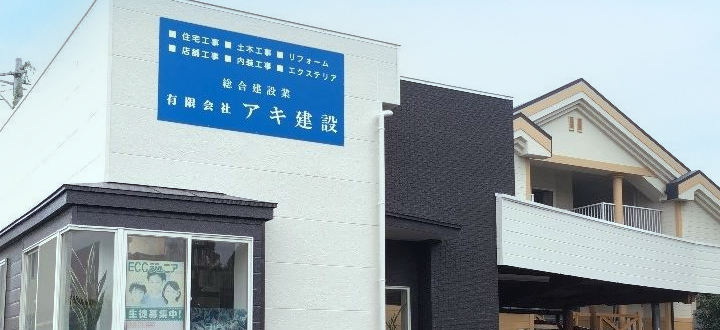 ■ 住宅工事 ■ 土木工事 ■ リフォーム
■ 店舗工事 ■ 内装工事 ■ エクステリア
総合建設業
有限会社 アキ建設
ECCジュニア
生徒募集中!